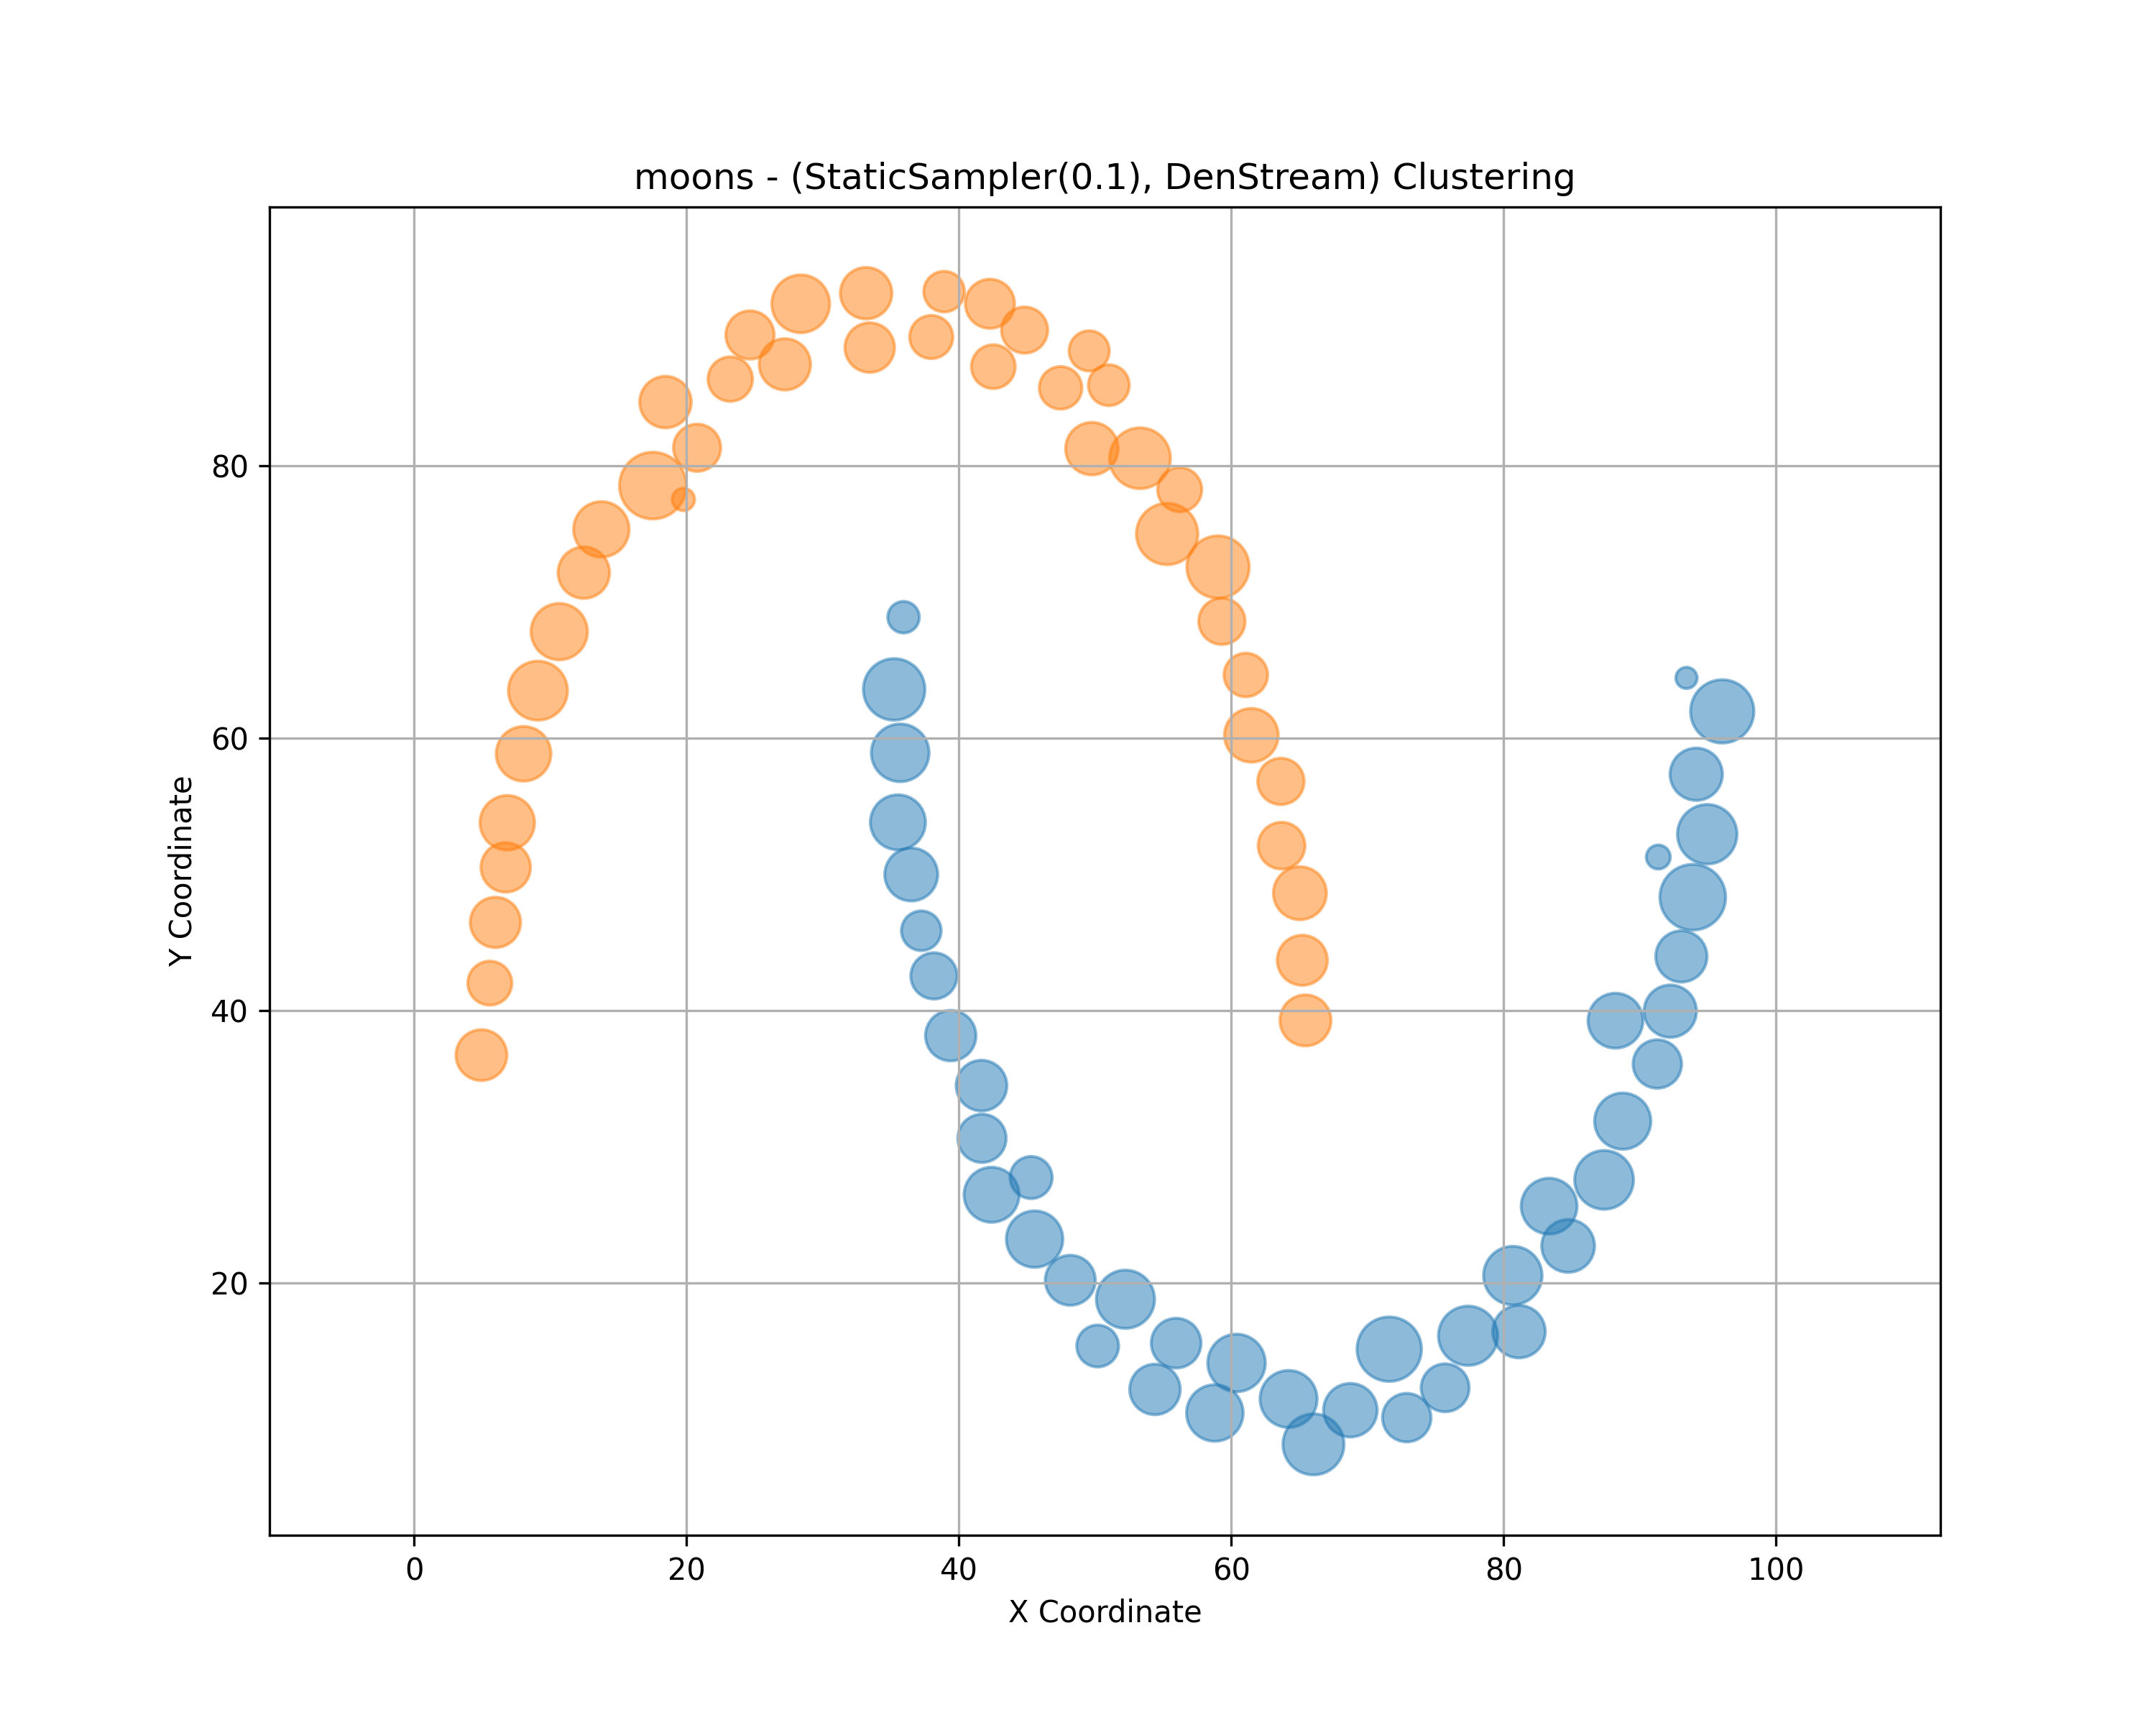 moons - (StaticSampler(0.1), DenStream) Clustering
80
60
40
20
Y Coordinate
0 20 40 60 80 100
X Coordinate